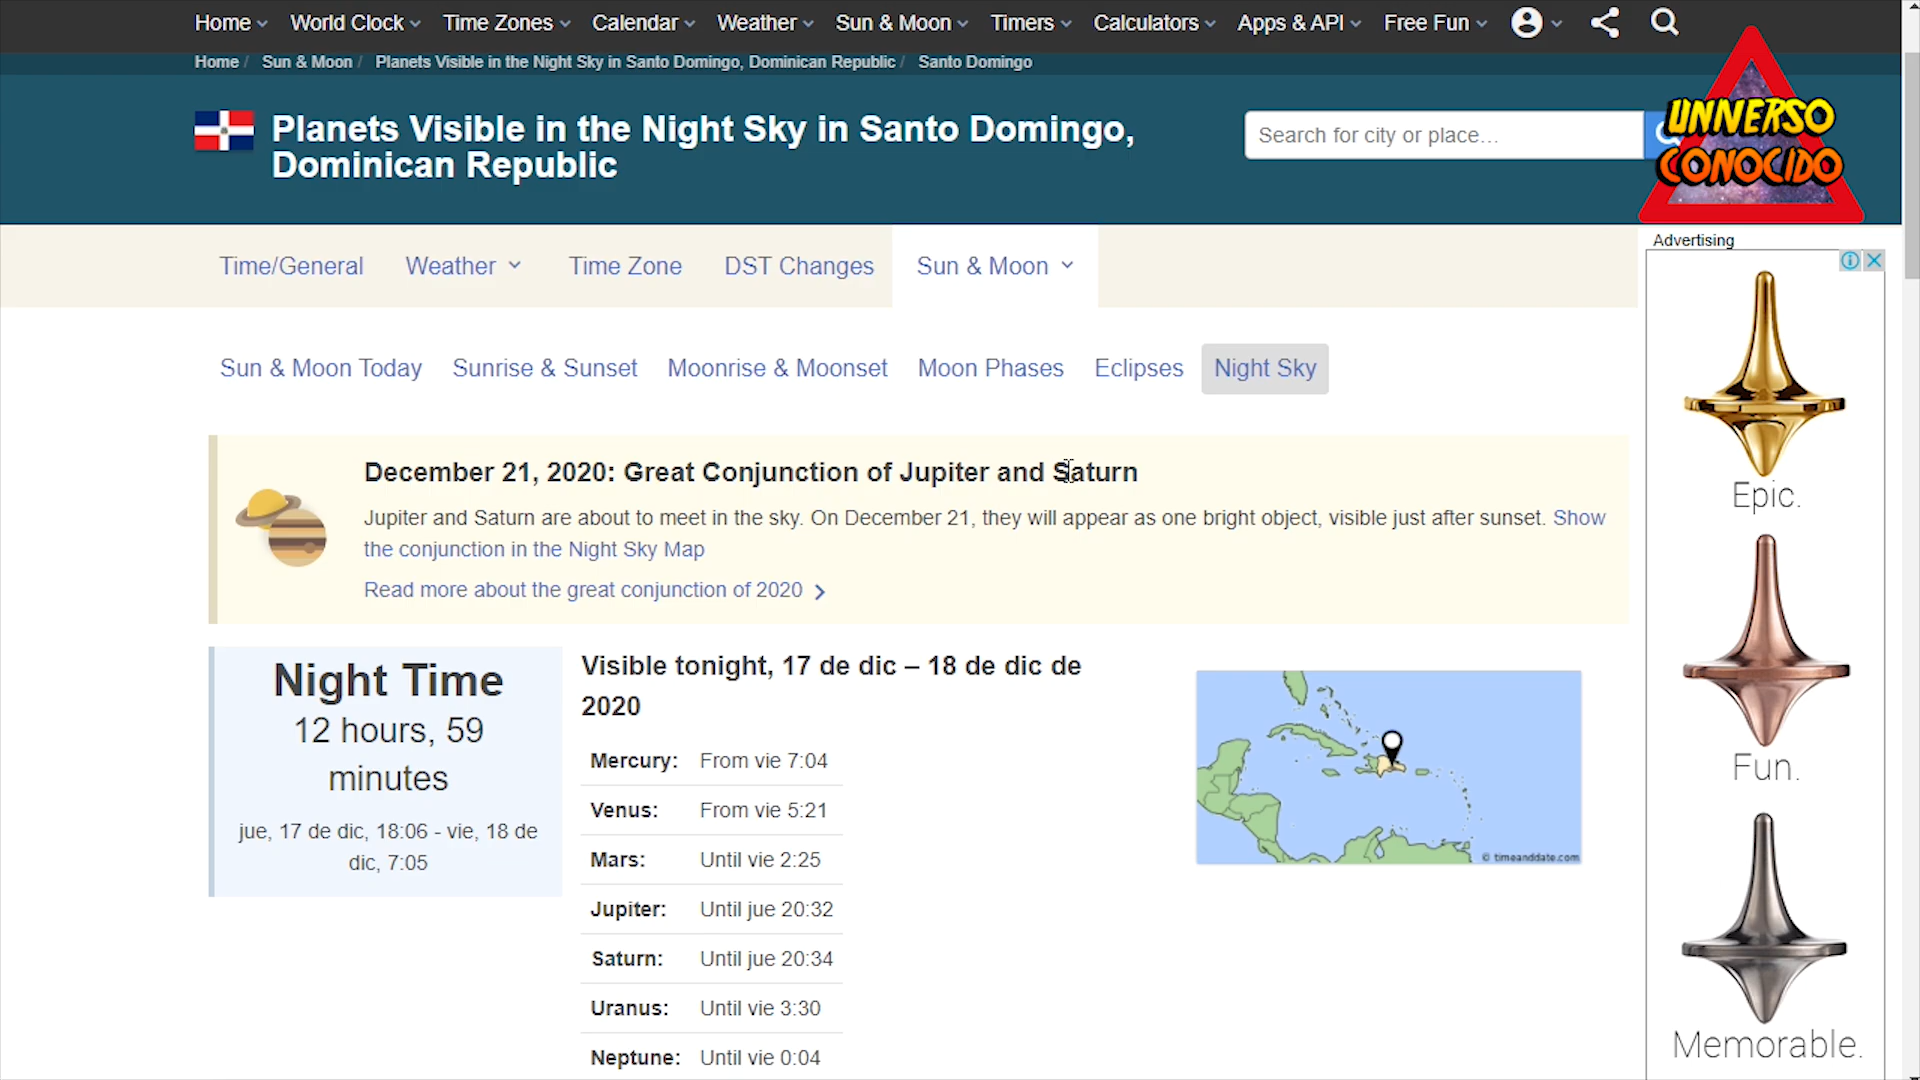 Home World Clock Time Zones Calendar Weather Sun & Moon Timers Calculators Apps & API Free Fun
Home / Sun & Moon / Planets Visible in the Night Sky in Santo Domingo, Dominican Republic / Santo Domingo
Planets Visible in the Night Sky in Santo Domingo,
Dominican Republic
Search for city or place...
UNIVERSO
CONOCIDO
Time/General Weather Time Zone DST Changes Sun & Moon
Advertising
Sun & Moon Today Sunrise & Sunset Moonrise & Moonset Moon Phases Eclipses Night Sky
December 21, 2020: Great Conjunction of Jupiter and Saturn
Jupiter and Saturn are about to meet in the sky. On December 21, they will appear as one bright object, visible just after sunset. Show
the conjunction in the Night Sky Map
Read more about the great conjunction of 2020
Night Time
12 hours, 59
minutes
jue, 17 de dic, 18:06 - vie, 18 de
dic, 7:05
Visible tonight, 17 de dic – 18 de dic de
2020
Mercury: From vie 7:04
Venus: From vie 5:21
Mars: Until vie 2:25
Jupiter: Until jue 20:32
Saturn: Until jue 20:34
Uranus: Until vie 3:30
Neptune: Until vie 0:04
© timeanddate.com
Epic.
Fun.
Memorable.